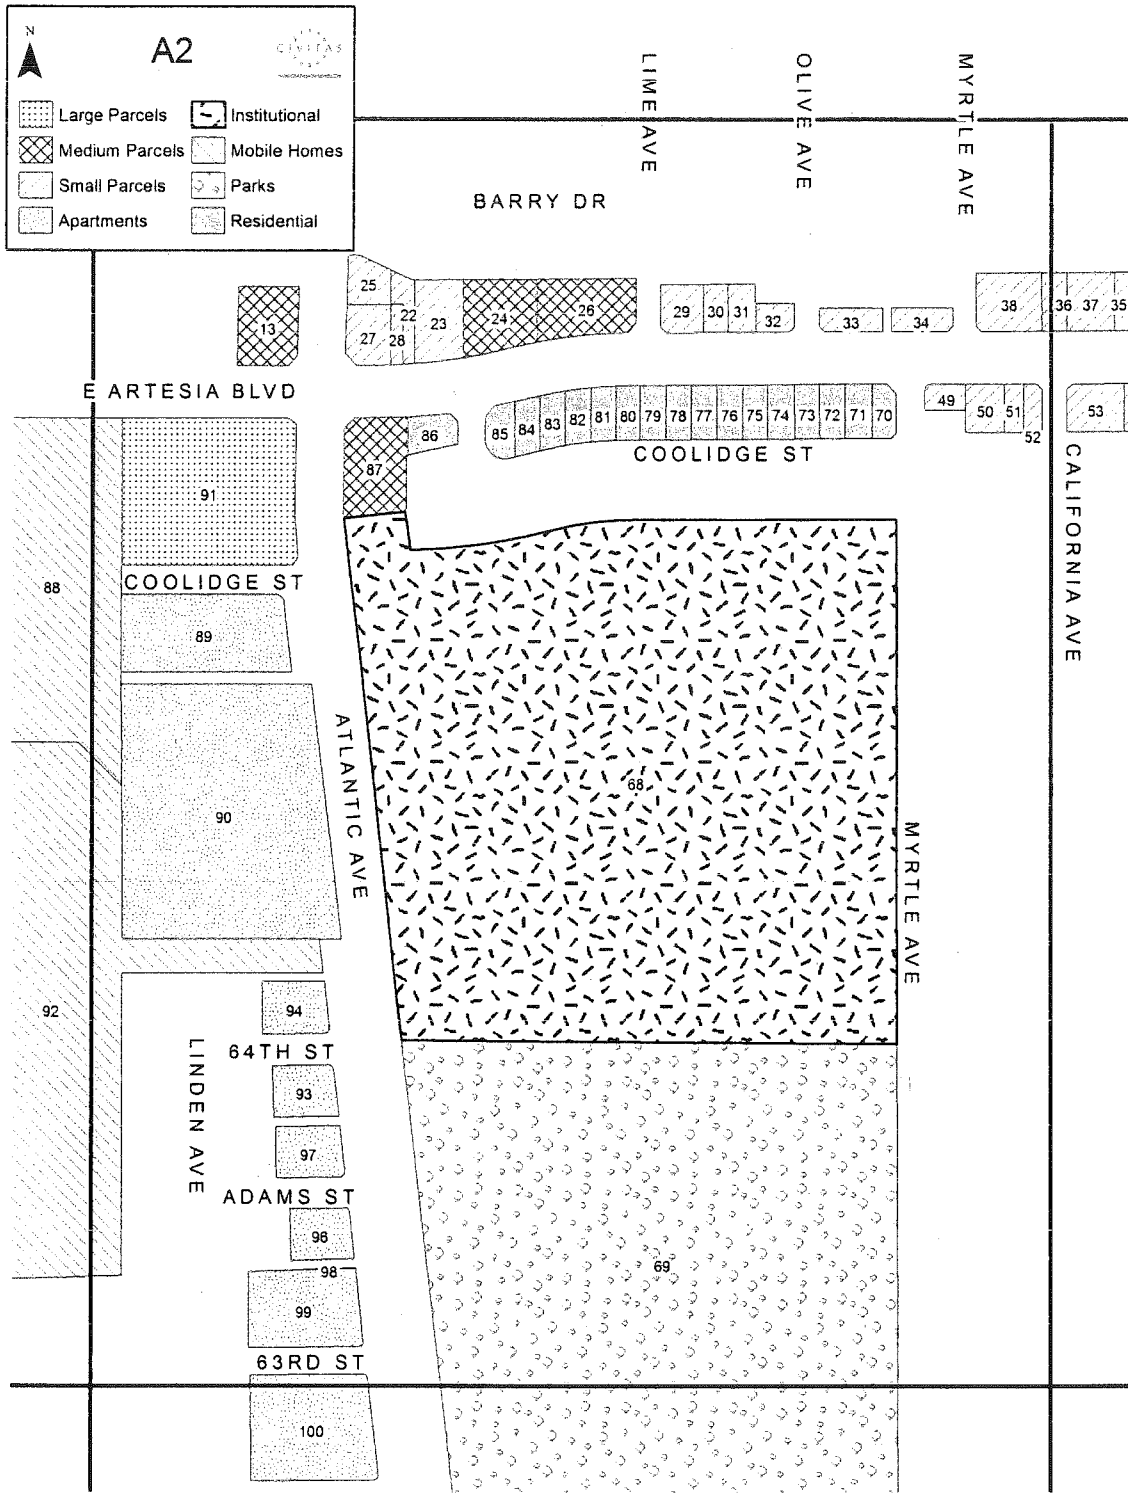 N
A2
CIVITAS
Large Parcels
Institutional
Medium Parcels
Mobile Homes
Small Parcels
Parks
Apartments
Residential
LIME AVE
OLIVE AVE
MYRTLE AVE
BARRY DR
25
22
27
28
23
24
26
29
30
31
32
33
34
38
36
37
35
13
E ARTESIA BLVD
49
50
51
52
53
86
85
84
83
82
81
80
79
78
77
76
75
74
73
72
71
70
COOLIDGE ST
87
91
CALIFORNIA AVE
88
COOLIDGE ST
89
ATLANTIC AVE
90
68
MYRTLE AVE
92
94
LINDEN AVE
64TH ST
93
97
ADAMS ST
96
98
69
99
63RD ST
100